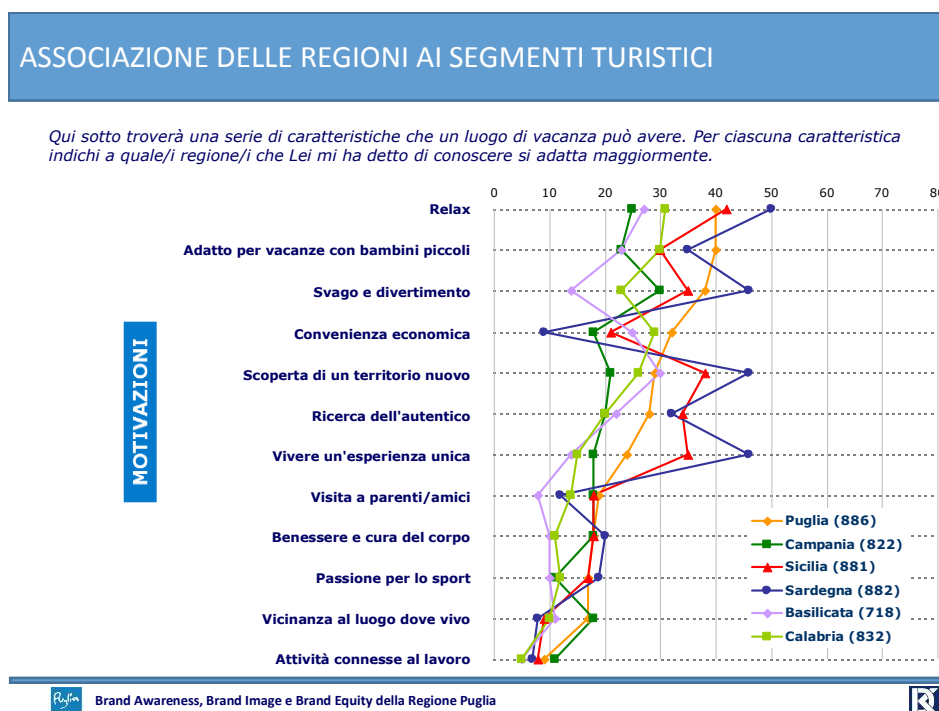 ASSOCIAZIONE DELLE REGIONI AI SEGMENTI TURISTICI
Qui sotto troverà una serie di caratteristiche che un luogo di vacanza può avere. Per ciascuna caratteristica
indichi a quale/i regione/i che Lei mi ha detto di conoscere si adatta maggiormente.
0 10 20 30 40 50 60 70
Relax
Adatto per vacanze con bambini piccoli
Svago e divertimento
Convenienza economica
Scoperta di un territorio nuovo
Ricerca dell'autentico
Vivere un'esperienza unica
Visita a parenti/amici
Benessere e cura del corpo
Passione per lo sport
Vicinanza al luogo dove vivo
Attività connesse al lavoro
MOTIVAZIONI
Puglia (886)
Campania (822)
Sicilia (881)
Sardegna (882)
Basilicata (718)
Calabria (832)
Puglia
Brand Awareness, Brand Image e Brand Equity della Regione Puglia